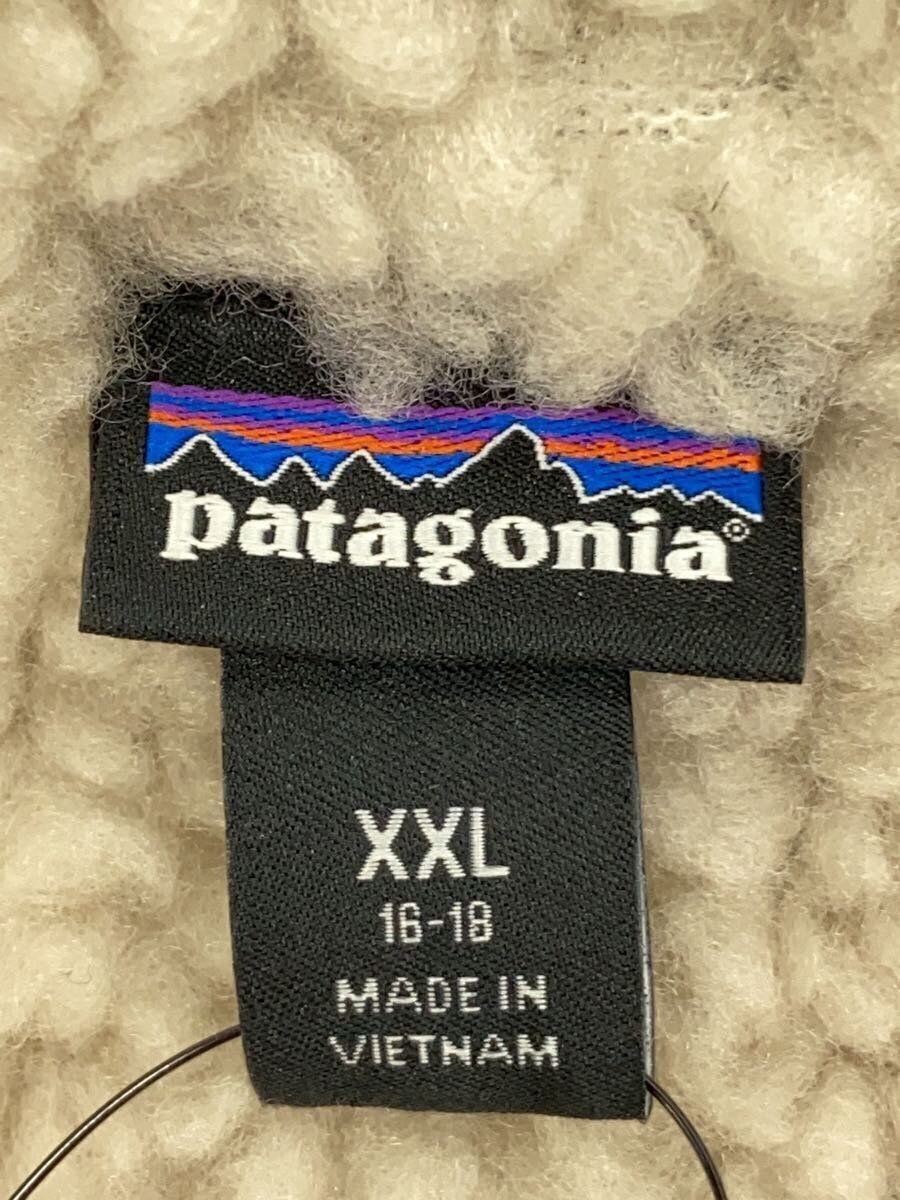 patagonia®
XXL
16-18
MADE IN
VIETNAM